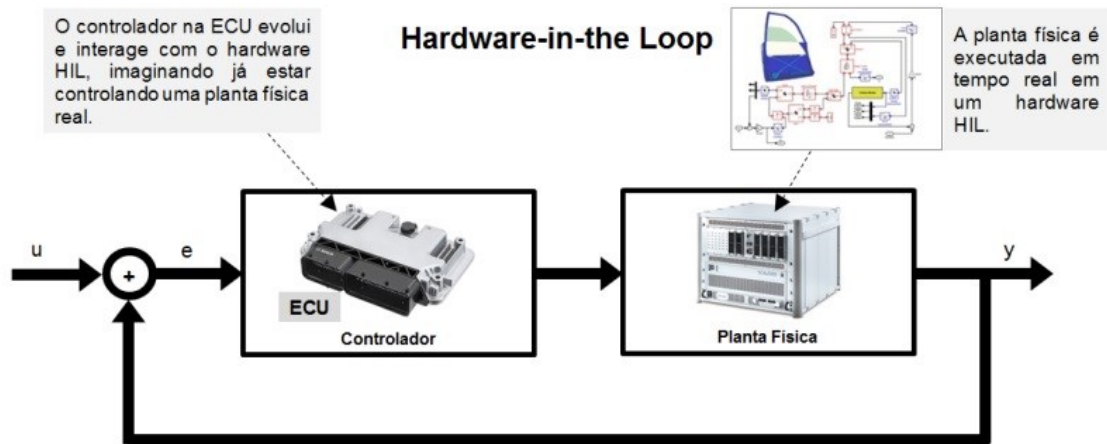 O controlador na ECU evolui
e interage com o hardware
HIL, imaginando já estar
controlando uma planta física
real.
Hardware-in-the Loop
A planta física é
executada em
tempo real em
um hardware
HIL.
u
+
e
ECU
Controlador
Planta Física
y